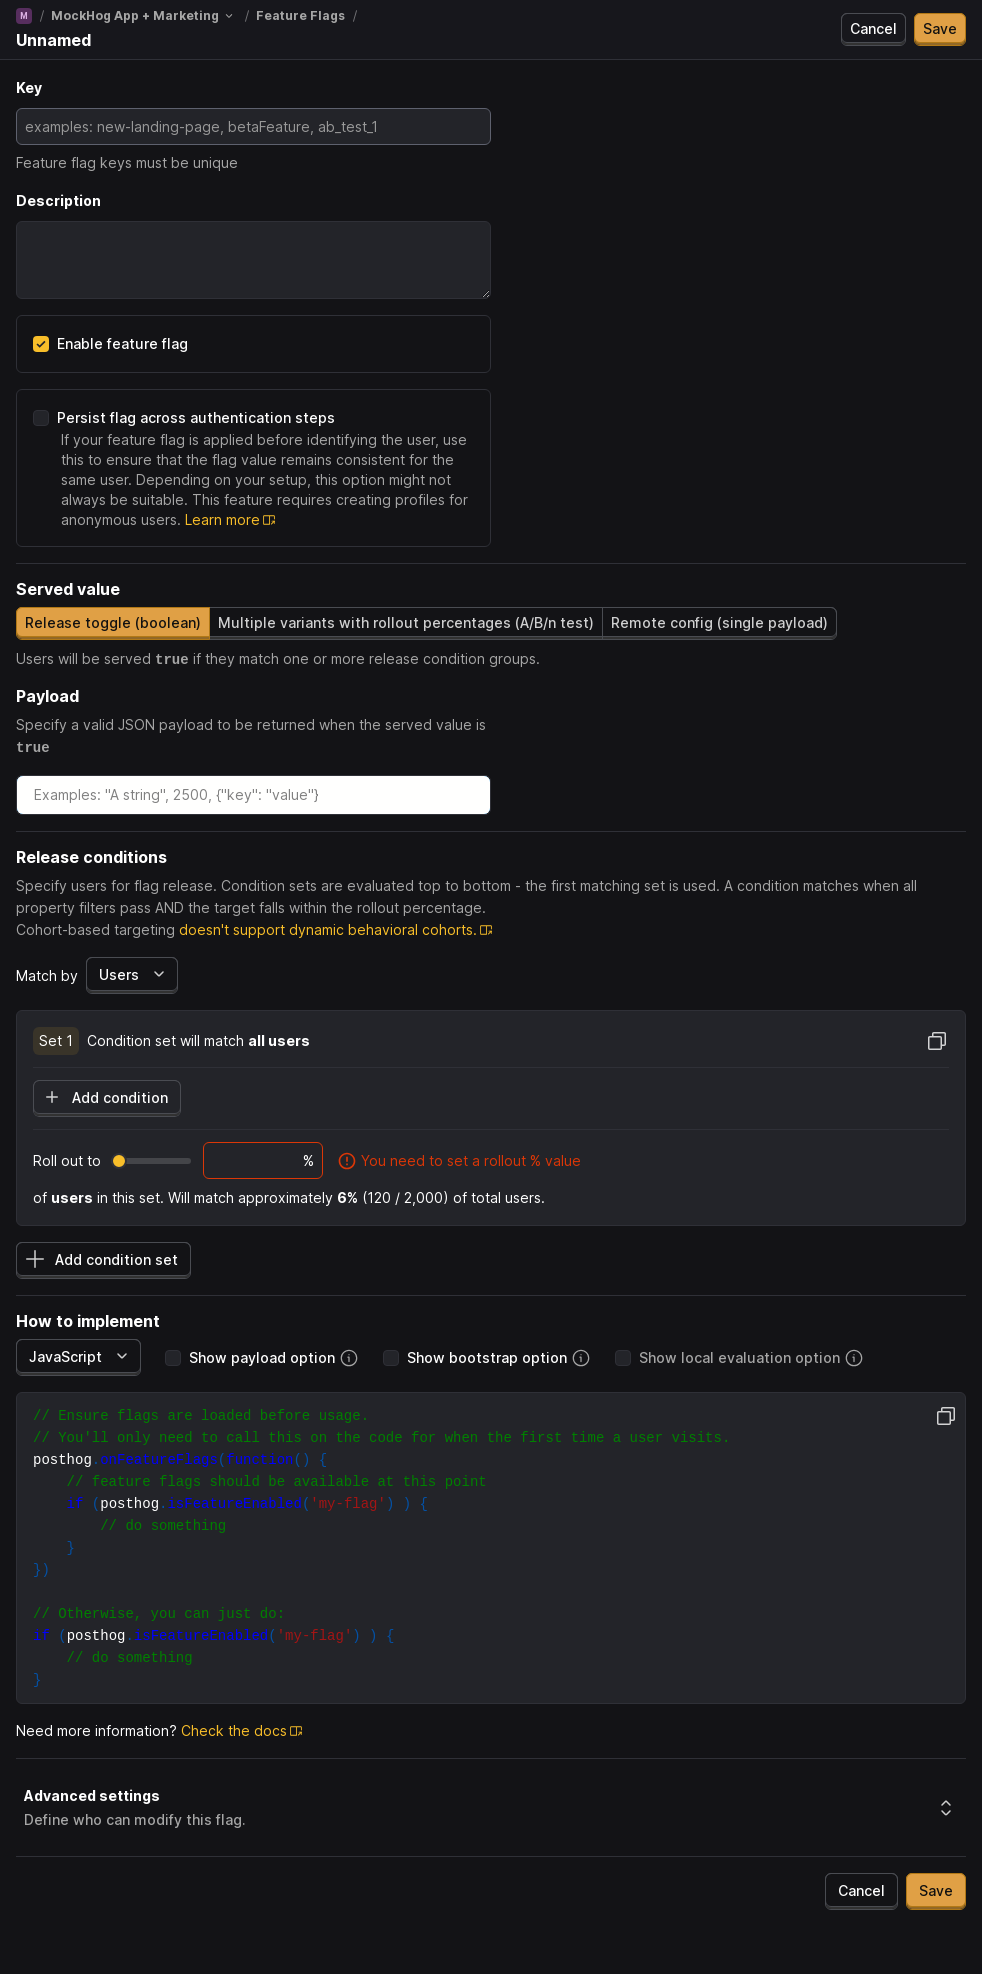 M / MockHog App + Marketing / Feature Flags /
Unnamed
Cancel
Save
Key
examples: new-landing-page, betaFeature, ab_test_1
Feature flag keys must be unique
Description
Enable feature flag
Persist flag across authentication steps
If your feature flag is applied before identifying the user, use
this to ensure that the flag value remains consistent for the
same user. Depending on your setup, this option might not
always be suitable. This feature requires creating profiles for
anonymous users. Learn more
Served value
Release toggle (boolean)
Multiple variants with rollout percentages (A/B/n test)
Remote config (single payload)
Users will be served true if they match one or more release condition groups.
Payload
Specify a valid JSON payload to be returned when the served value is
true
Examples: "A string", 2500, {"key": "value"}
Release conditions
Specify users for flag release. Condition sets are evaluated top to bottom - the first matching set is used. A condition matches when all
property filters pass AND the target falls within the rollout percentage.
Cohort-based targeting doesn't support dynamic behavioral cohorts.
Match by Users
Set 1 Condition set will match all users
Add condition
Roll out to % You need to set a rollout % value
of users in this set. Will match approximately 6% (120 / 2,000) of total users.
Add condition set
How to implement
JavaScript
Show payload option
Show bootstrap option
Show local evaluation option
// Ensure flags are loaded before usage.
// You'll only need to call this on the code for when the first time a user visits.
posthog.onFeatureFlags(function() {
    // feature flags should be available at this point
    if (posthog.isFeatureEnabled('my-flag') ) {
        // do something
    }
})
// Otherwise, you can just do:
if (posthog.isFeatureEnabled('my-flag') ) {
    // do something
}
Need more information? Check the docs
Advanced settings
Define who can modify this flag.
Cancel
Save